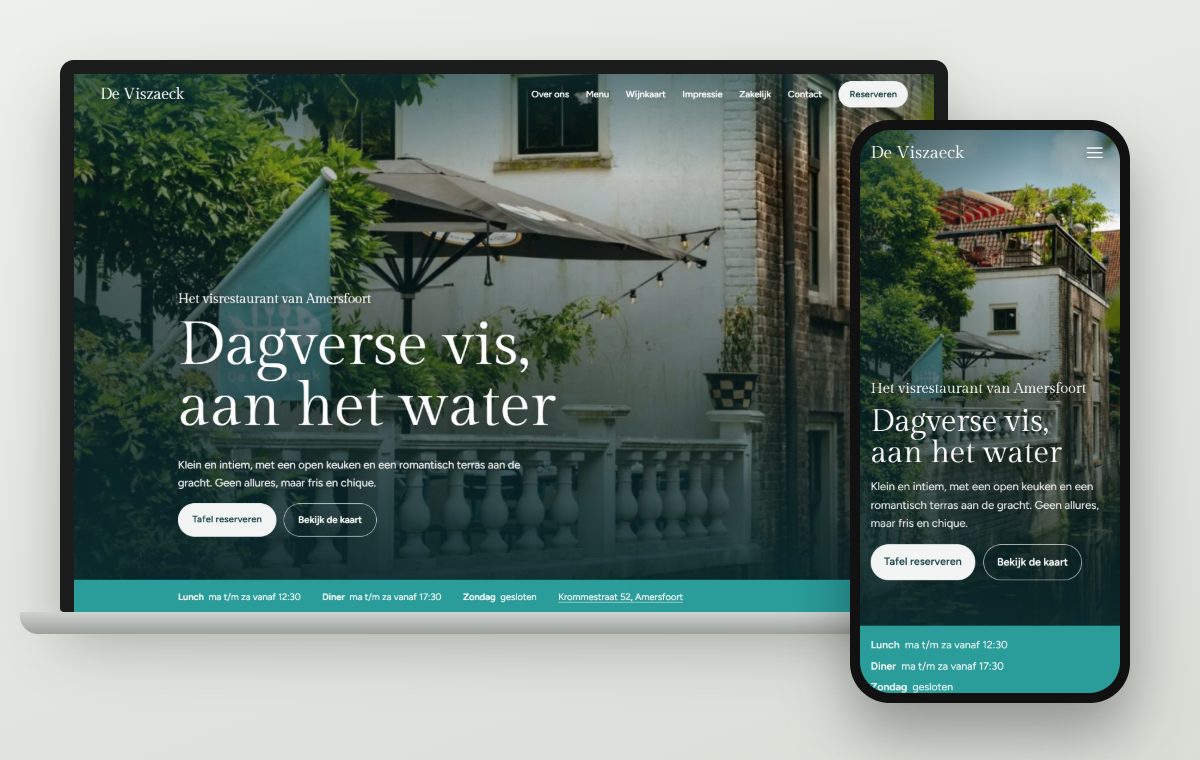 De Viszaeck
Over ons Menu Wijnkaart Impressie Zakelijk Contact Reserveren
Het visrestaurant van Amersfoort
Dagverse vis,
aan het water
Klein en intiem, met een open keuken en een romantisch terras aan de
gracht. Geen allures, maar fris en chique.
Tafel reserveren Bekijk de kaart
Lunch ma t/m za vanaf 12:30 Diner ma t/m za vanaf 17:30 Zondag gesloten Krommestraat 52, Amersfoort
De Viszaeck
Het visrestaurant van Amersfoort
Dagverse vis,
aan het water
Klein en intiem, met een open keuken en een
romantisch terras aan de gracht. Geen allures,
maar fris en chique.
Tafel reserveren Bekijk de kaart
Lunch ma t/m za vanaf 12:30
Diner ma t/m za vanaf 17:30
Zondag gesloten